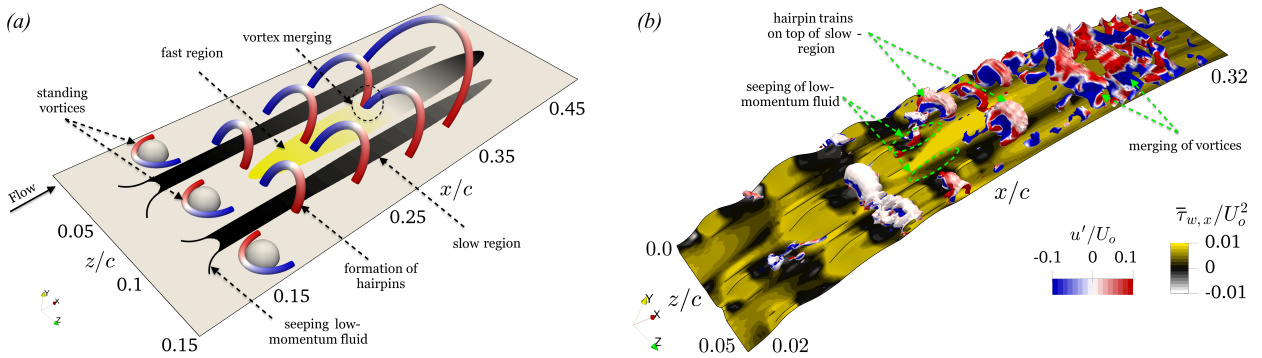 (a)
vortex merging
fast region
standing
vortices
0.45
Flow
0.35
x/c
0.05
0.25
slow region
z/c
0.1
formation of
hairpins
0.15
Y
X
Z
seeping low-
momentum fluid
0.15
(b)
hairpin trains
on top of slow -
region
0.32
seeping of low-
momentum fluid
merging of vortices
x/c
τ̅w, x/U²o
u′/Uo
0.0
-0.1
0
0.1
0.01
0
-0.01
Y
X
Z
z/c
0.05
0.02